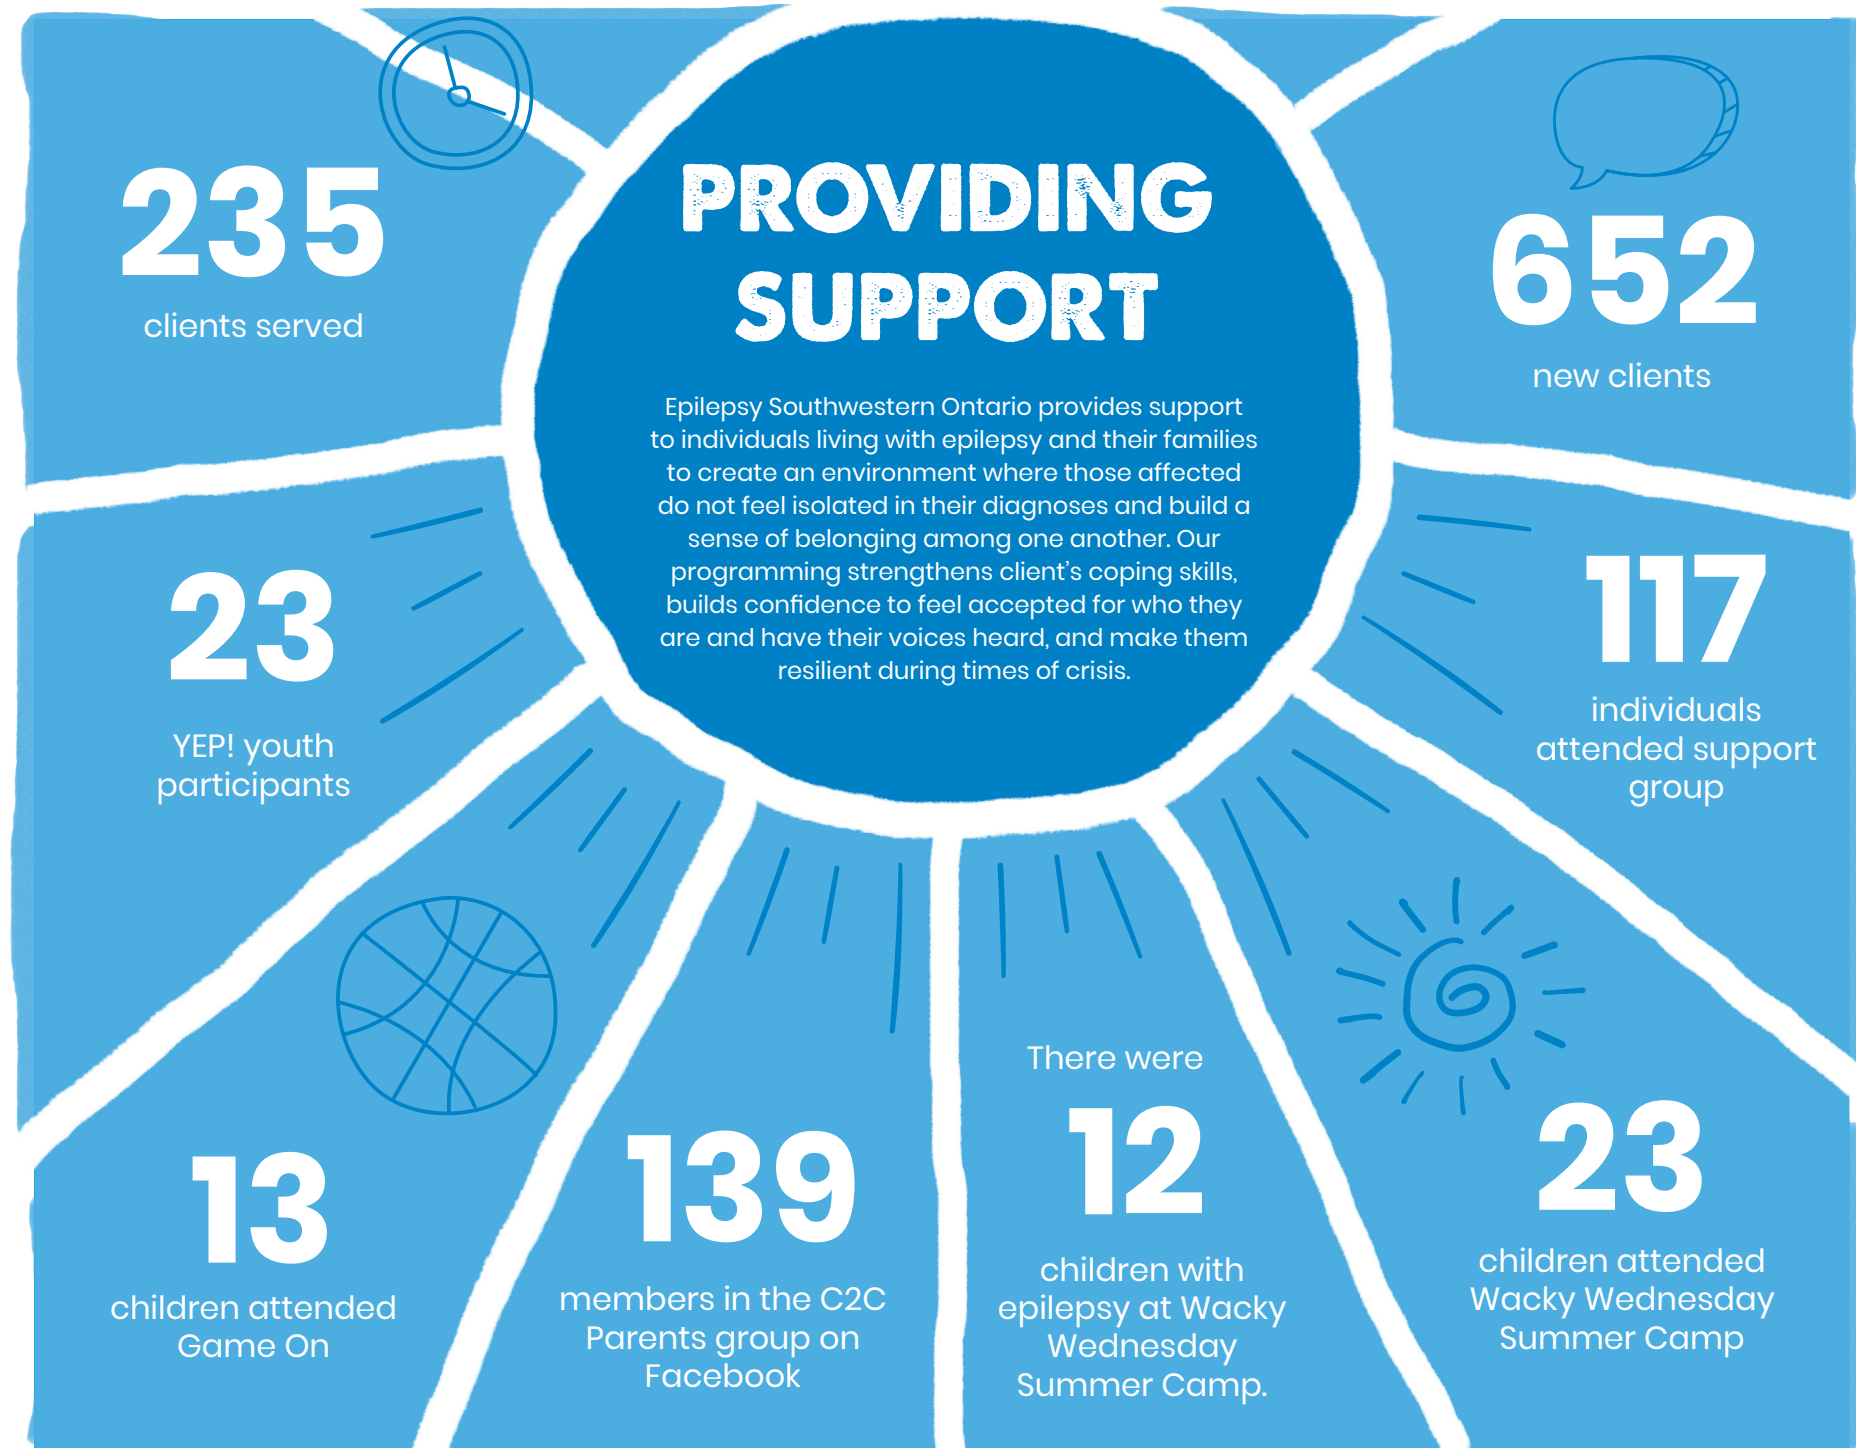 PROVIDING
SUPPORT
Epilepsy Southwestern Ontario provides support
to individuals living with epilepsy and their families
to create an environment where those affected
do not feel isolated in their diagnoses and build a
sense of belonging among one another. Our
programming strengthens client’s coping skills,
builds confidence to feel accepted for who they
are and have their voices heard, and make them
resilient during times of crisis.
235
clients served
652
new clients
23
YEP! youth
participants
117
individuals
attended support
group
13
children attended
Game On
139
members in the C2C
Parents group on
Facebook
There were
12
children with
epilepsy at Wacky
Wednesday
Summer Camp.
23
children attended
Wacky Wednesday
Summer Camp